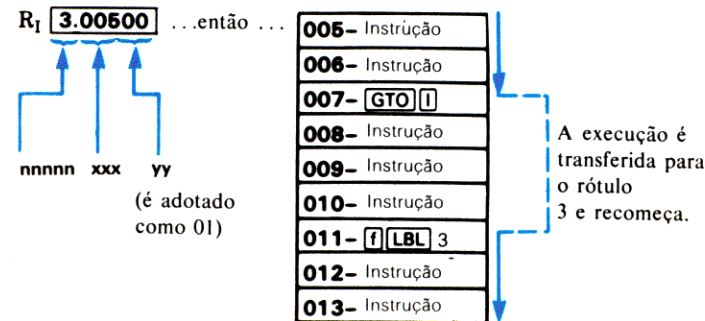 R_I 3.00500 ...então ...
nnnnn xxx yy
(é adotado
como 01)
005– Instrução
006– Instrução
007– GTO I
008– Instrução
009– Instrução
010– Instrução
011– f LBL 3
012– Instrução
013– Instrução
A execução é
transferida para
o rótulo
3 e recomeça.